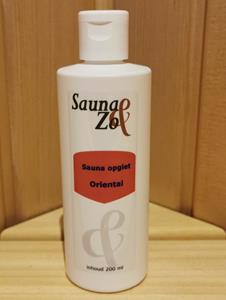 Sauna &
Zo
Sauna opgiet
Oriental
&
inhoud 200 ml